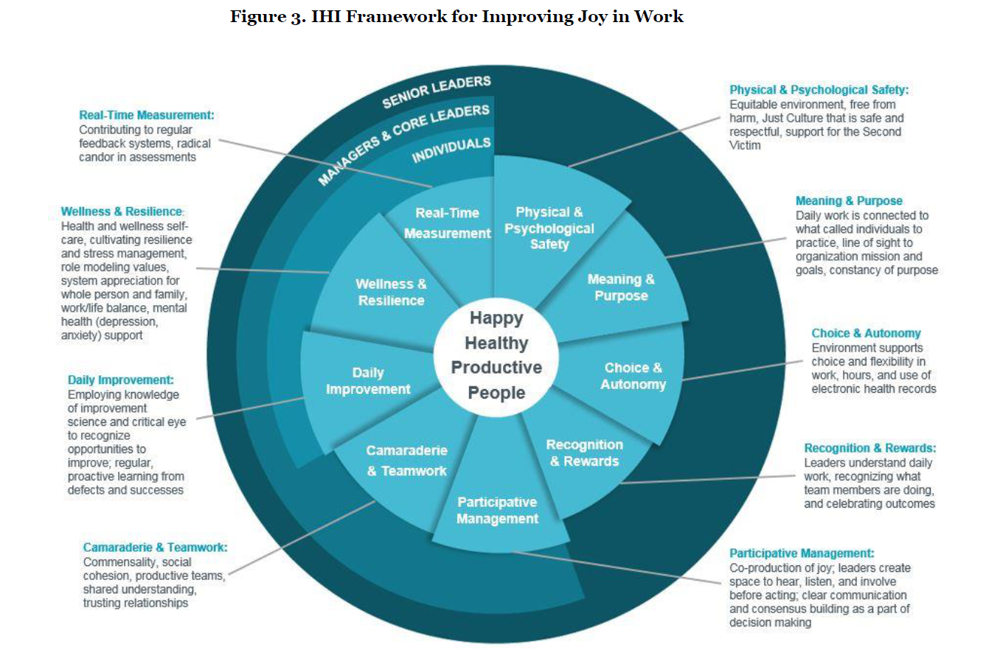 Figure 3. IHI Framework for Improving Joy in Work
SENIOR LEADERS
MANAGERS & CORE LEADERS
INDIVIDUALS
Real-Time Measurement:
Contributing to regular
feedback systems, radical
candor in assessments
Wellness & Resilience:
Health and wellness self-
care, cultivating resilience
and stress management,
role modeling values,
system appreciation for
whole person and family,
work/life balance, mental
health (depression,
anxiety) support
Daily Improvement:
Employing knowledge
of improvement
science and critical eye
to recognize
opportunities to
improve; regular,
proactive learning from
defects and successes
Camaraderie & Teamwork:
Commensality, social
cohesion, productive teams,
shared understanding,
trusting relationships
Real-Time
Measurement
Physical &
Psychological
Safety
Wellness &
Resilience
Meaning &
Purpose
Happy
Healthy
Productive
People
Daily
Improvement
Choice &
Autonomy
Camaraderie
& Teamwork
Recognition
& Rewards
Participative
Management
Physical & Psychological Safety:
Equitable environment, free from
harm, Just Culture that is safe and
respectful, support for the Second
Victim
Meaning & Purpose
Daily work is connected to
what called individuals to
practice, line of sight to
organization mission and
goals, constancy of purpose
Choice & Autonomy
Environment supports
choice and flexibility in
work, hours, and use of
electronic health records
Recognition & Rewards:
Leaders understand daily
work, recognizing what
team members are doing,
and celebrating outcomes
Participative Management:
Co-production of joy; leaders create
space to hear, listen, and involve
before acting; clear communication
and consensus building as a part of
decision making